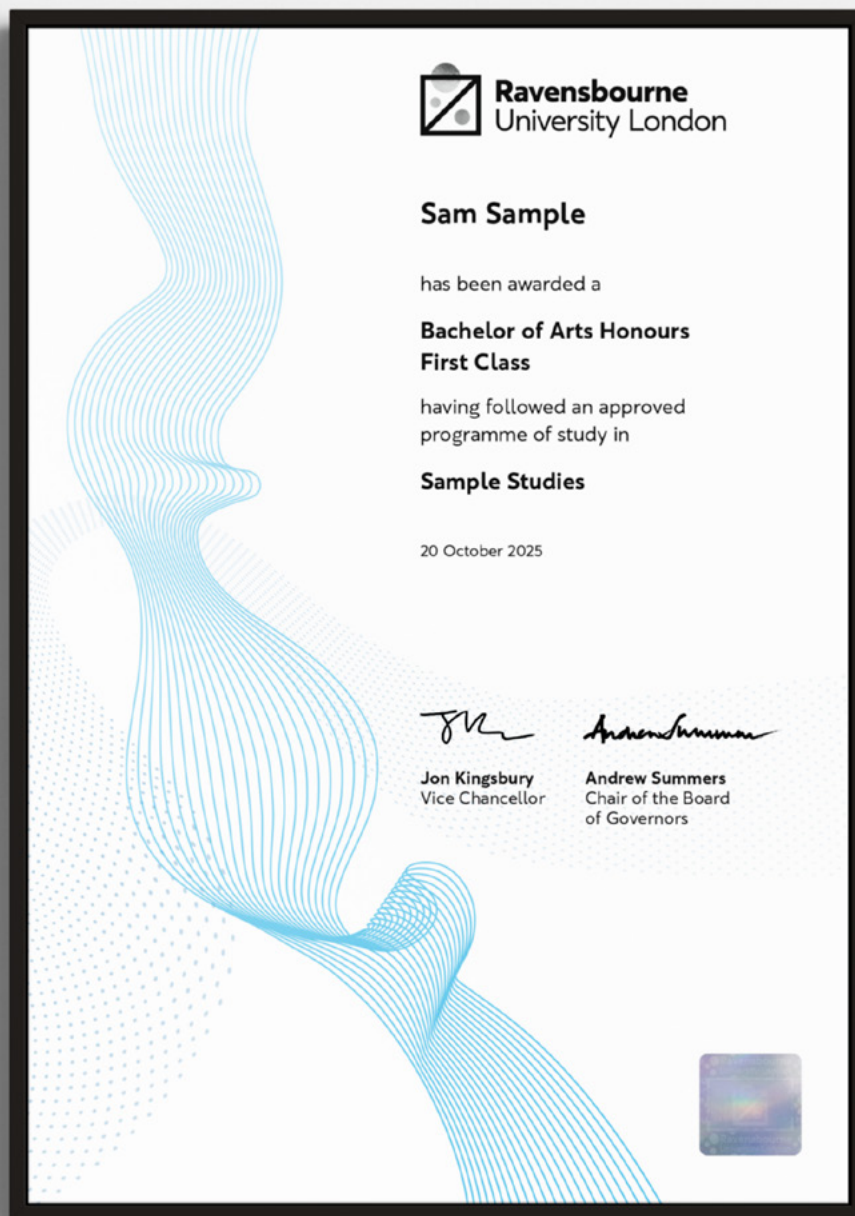 Ravensbourne
University London
Sam Sample
has been awarded a
Bachelor of Arts Honours
First Class
having followed an approved
programme of study in
Sample Studies
20 October 2025
Jon Kingsbury
Vice Chancellor
Andrew Summers
Chair of the Board
of Governors